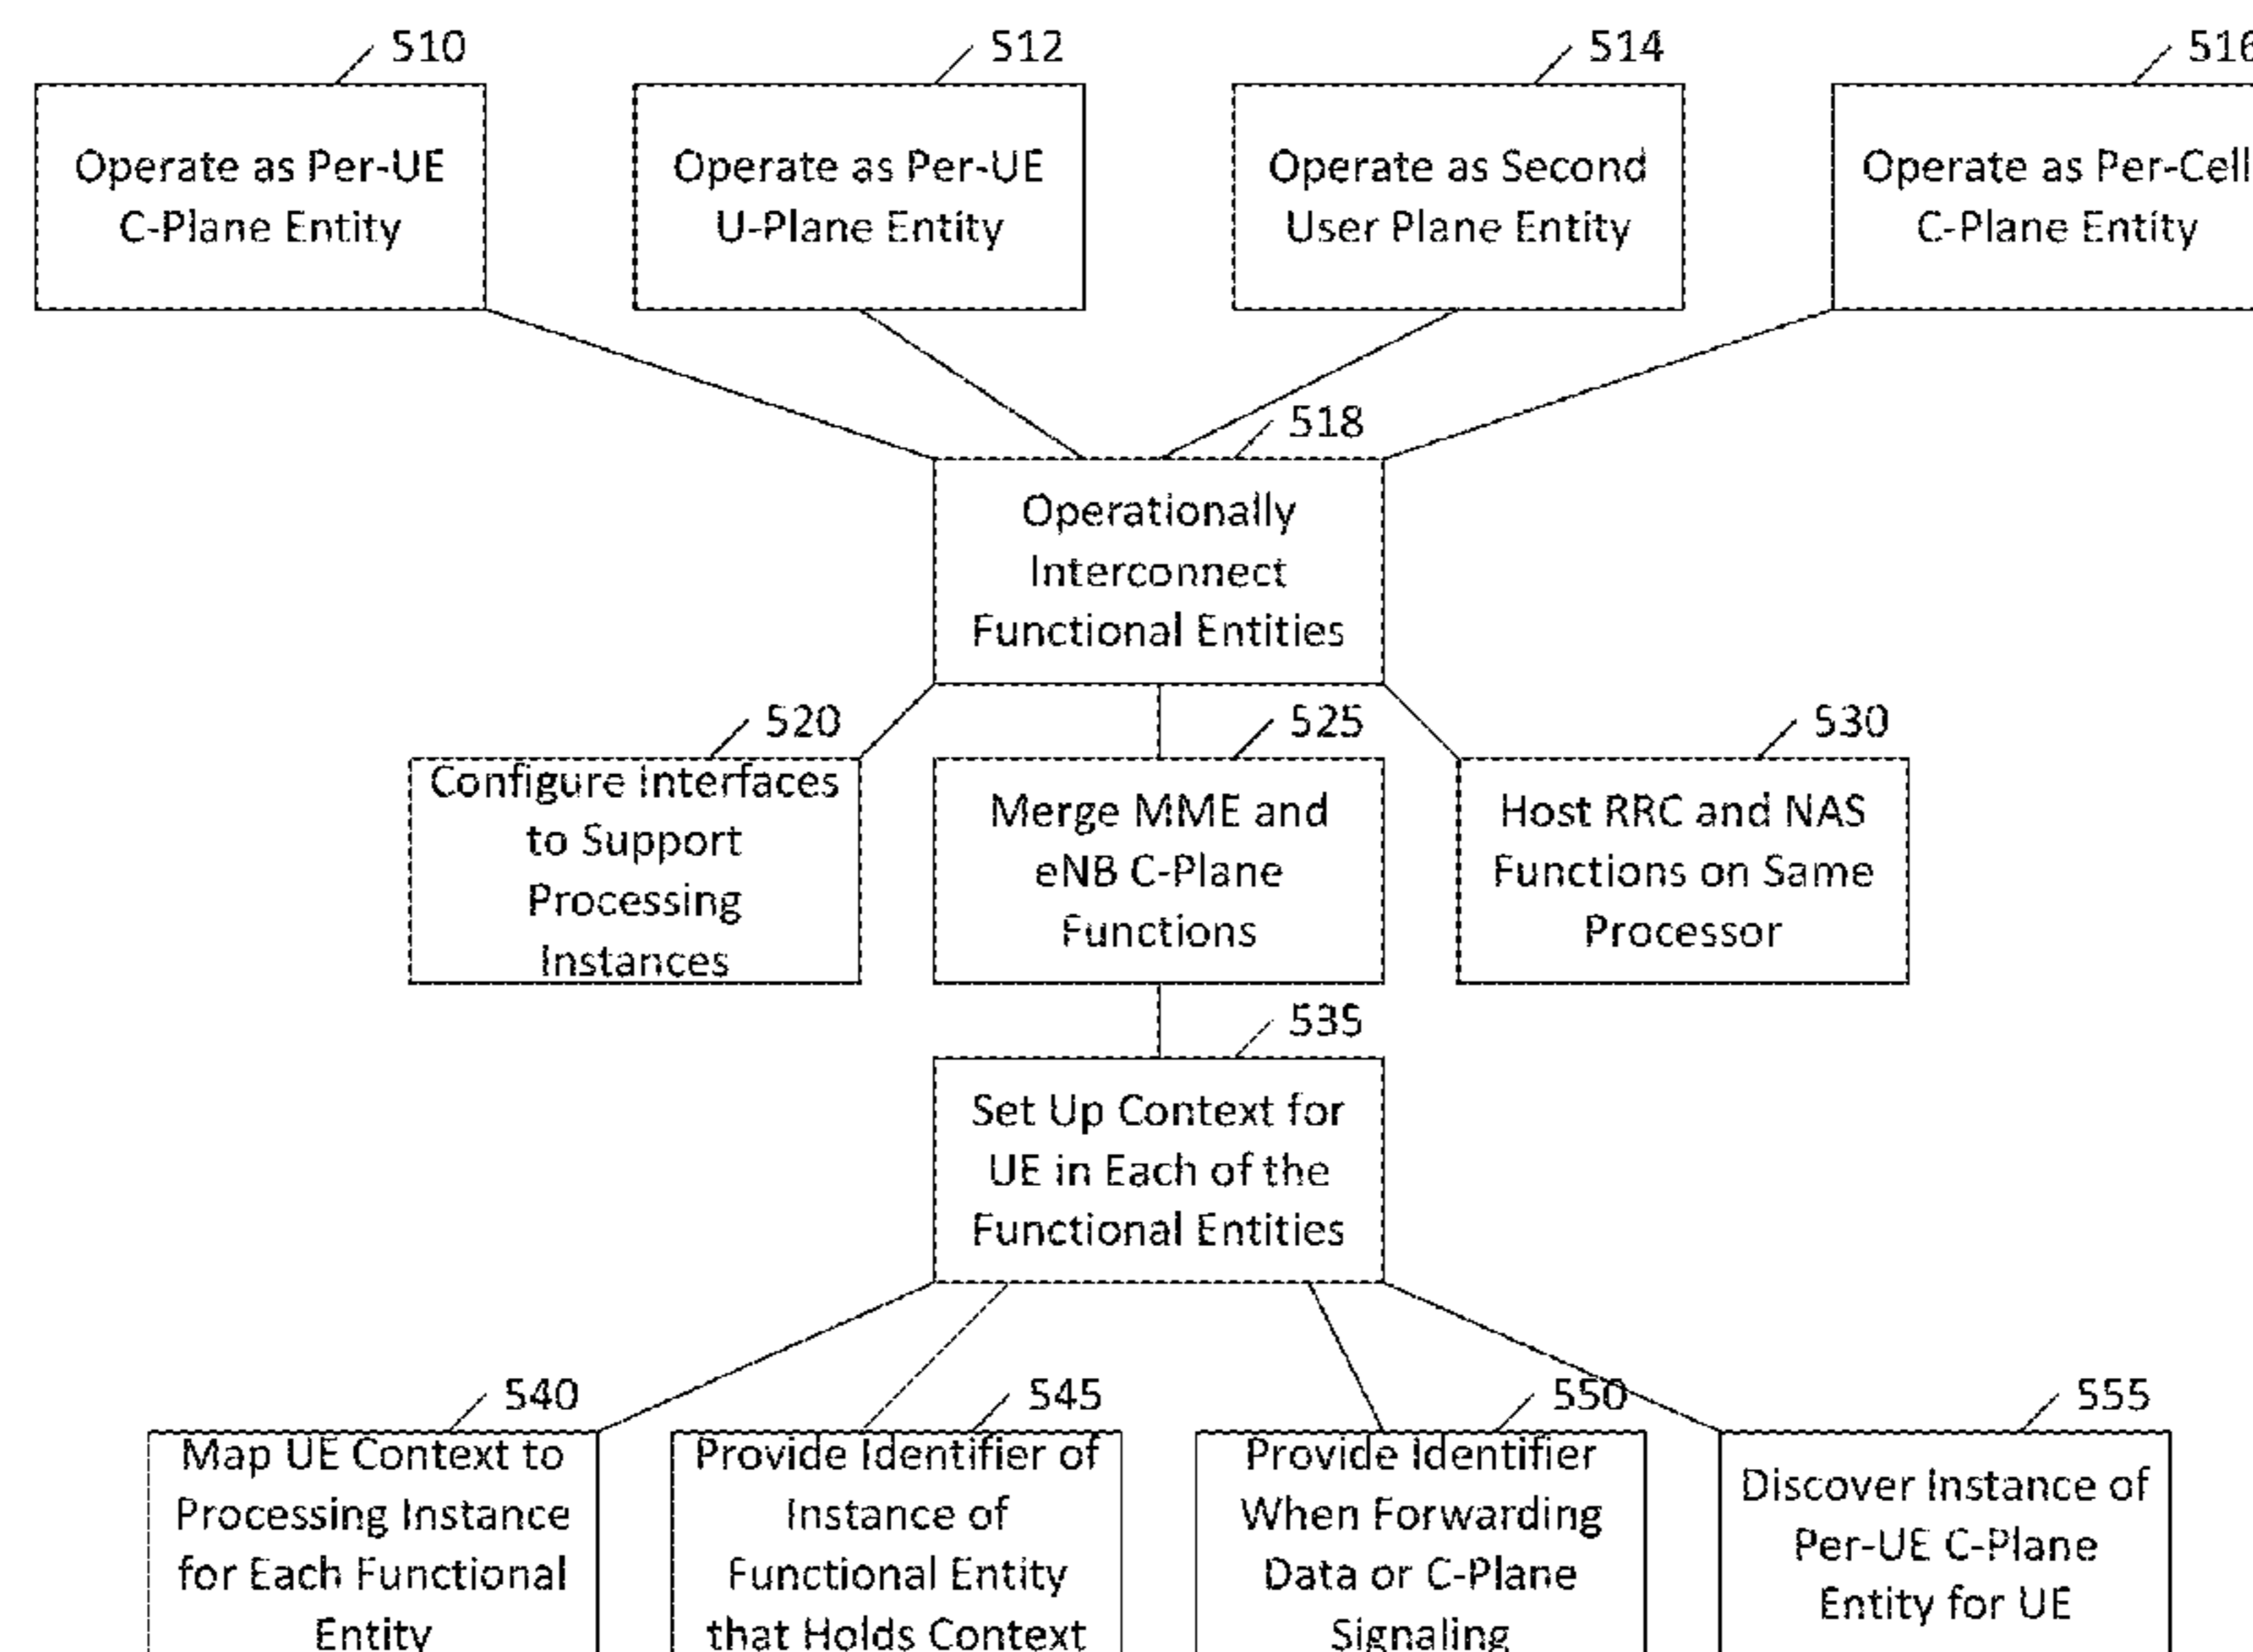 510
512
514
516
Operate as Per-UE
C-Plane Entity
Operate as Per-UE
U-Plane Entity
Operate as Second
User Plane Entity
Operate as Per-Cell
C-Plane Entity
518
Operationally
Interconnect
Functional Entities
520
525
530
Configure Interfaces
to Support
Processing
Instances
Merge MME and
eNB C-Plane
Functions
Host RRC and NAS
Functions on Same
Processor
535
Set Up Context for
UE in Each of the
Functional Entities
540
545
550
555
Map UE Context to
Processing Instance
for Each Functional
Entity
Provide Identifier of
Instance of
Functional Entity
that Holds Context
Provide Identifier
When Forwarding
Data or C-Plane
Signaling
Discover Instance of
Per-UE C-Plane
Entity for UE